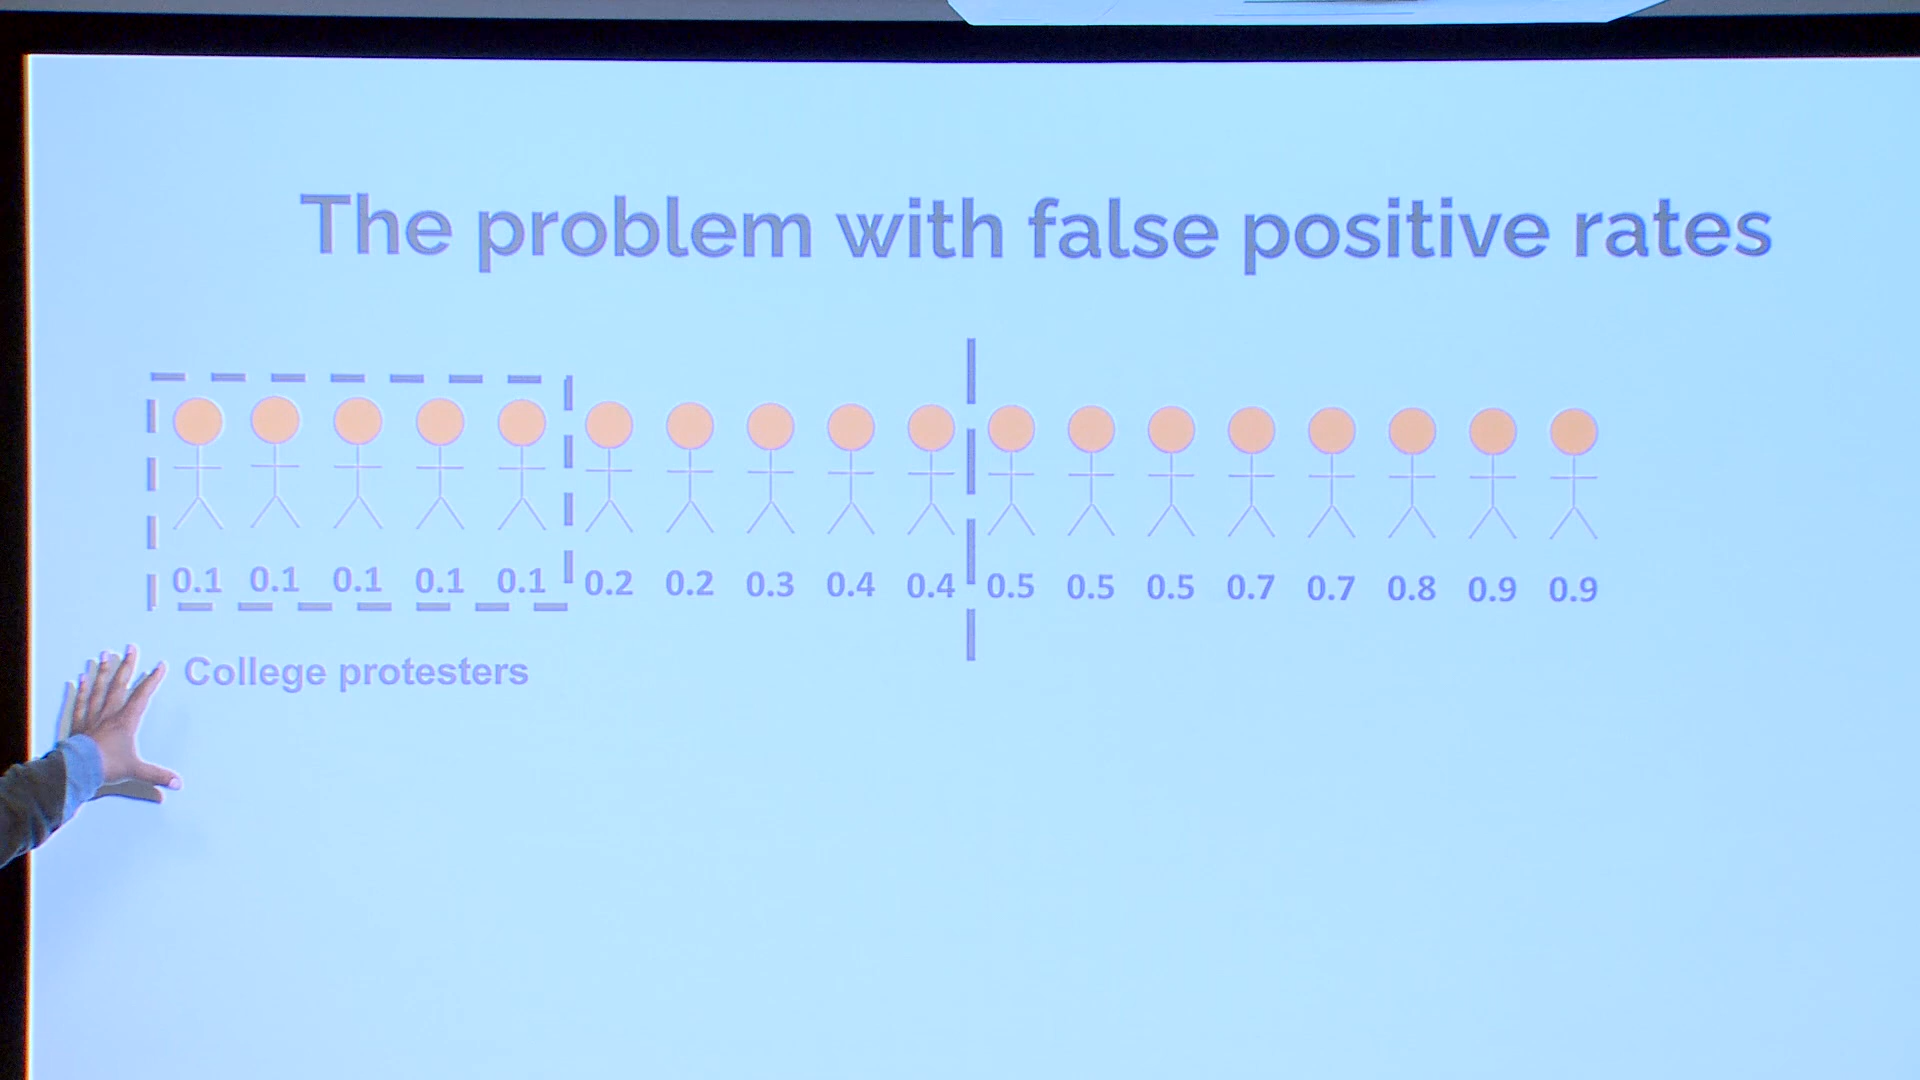 The problem with false positive rates
0.1 0.1 0.1 0.1 0.1 0.2 0.2 0.3 0.4 0.4 0.5 0.5 0.5 0.7 0.7 0.8 0.9 0.9
College protesters